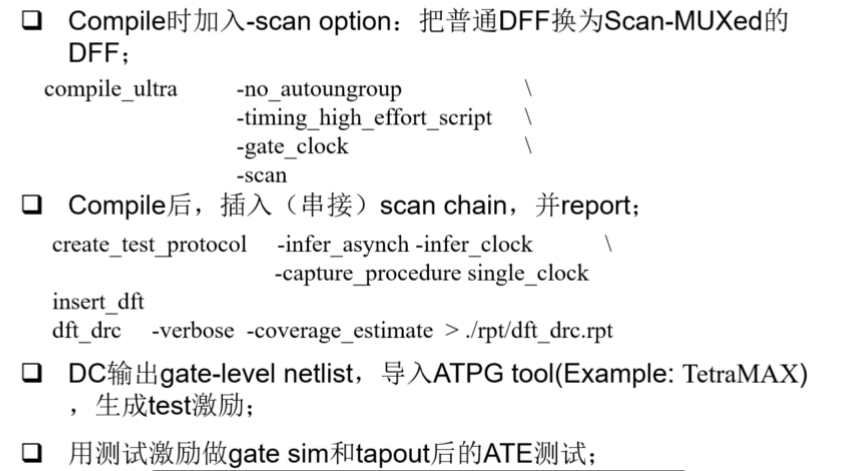 ❑ Compile时加入-scan option：把普通DFF换为Scan-MUXed的
DFF；
compile_ultra -no_autoungroup \
-timing_high_effort_script \
-gate_clock \
-scan
❑ Compile后，插入（串接）scan chain，并report；
create_test_protocol -infer_asynch -infer_clock \
-capture_procedure single_clock
insert_dft
dft_drc -verbose -coverage_estimate > ./rpt/dft_drc.rpt
❑ DC输出gate-level netlist，导入ATPG tool(Example: TetraMAX)
，生成test激励；
❑ 用测试激励做gate sim和tapout后的ATE测试；